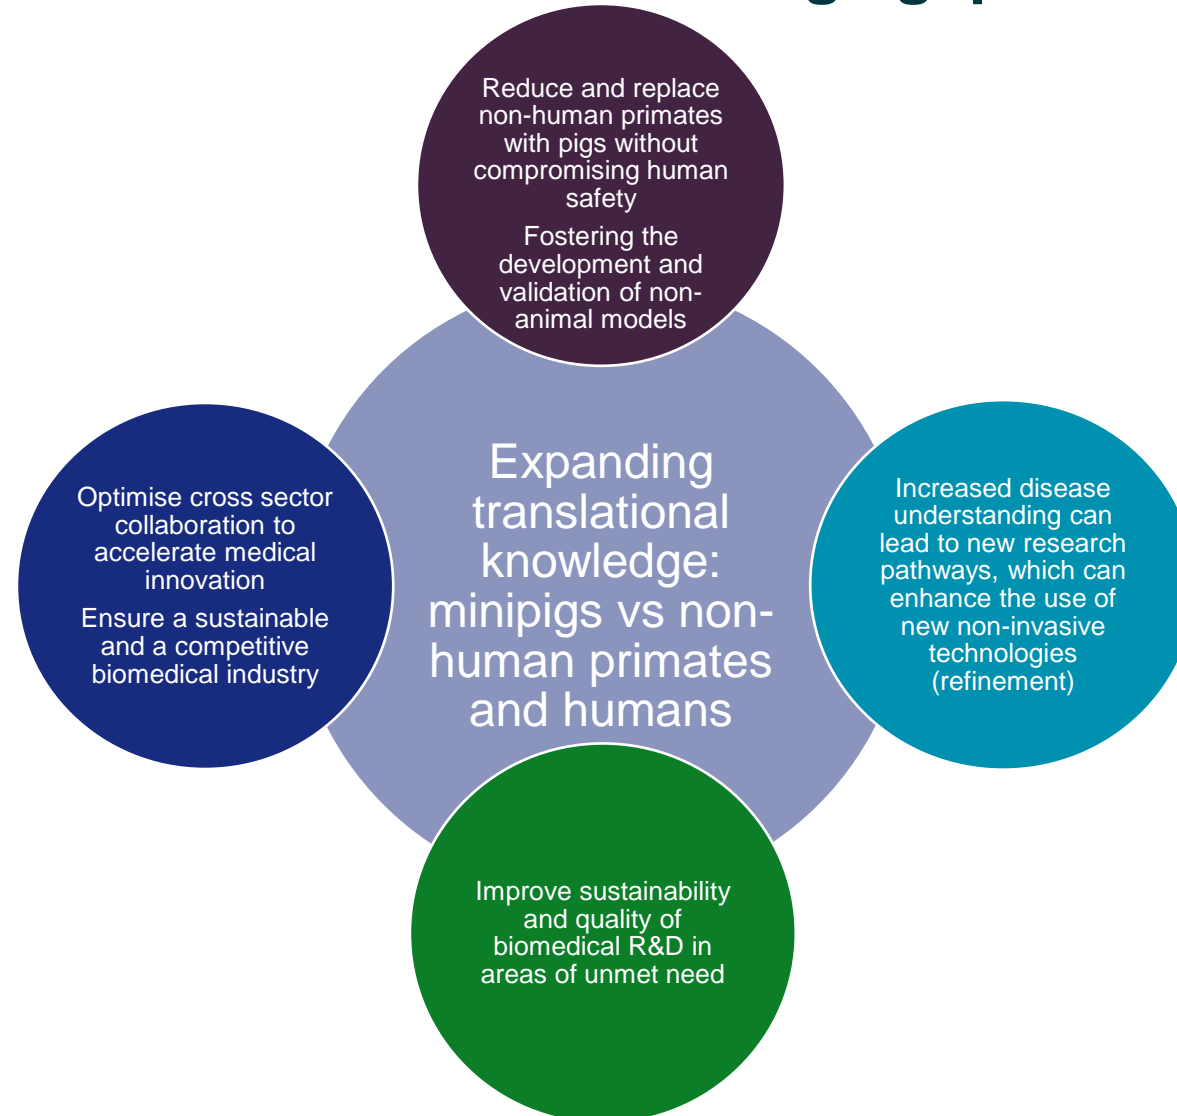 Reduce and replace
non-human primates
with pigs without
compromising human
safety
Fostering the
development and
validation of non-
animal models
Expanding
translational
knowledge:
minipigs vs non-
human primates
and humans
Optimise cross sector
collaboration to
accelerate medical
innovation
Ensure a sustainable
and a competitive
biomedical industry
Increased disease
understanding can
lead to new research
pathways, which can
enhance the use of
new non-invasive
technologies
(refinement)
Improve sustainability
and quality of
biomedical R&D in
areas of unmet need